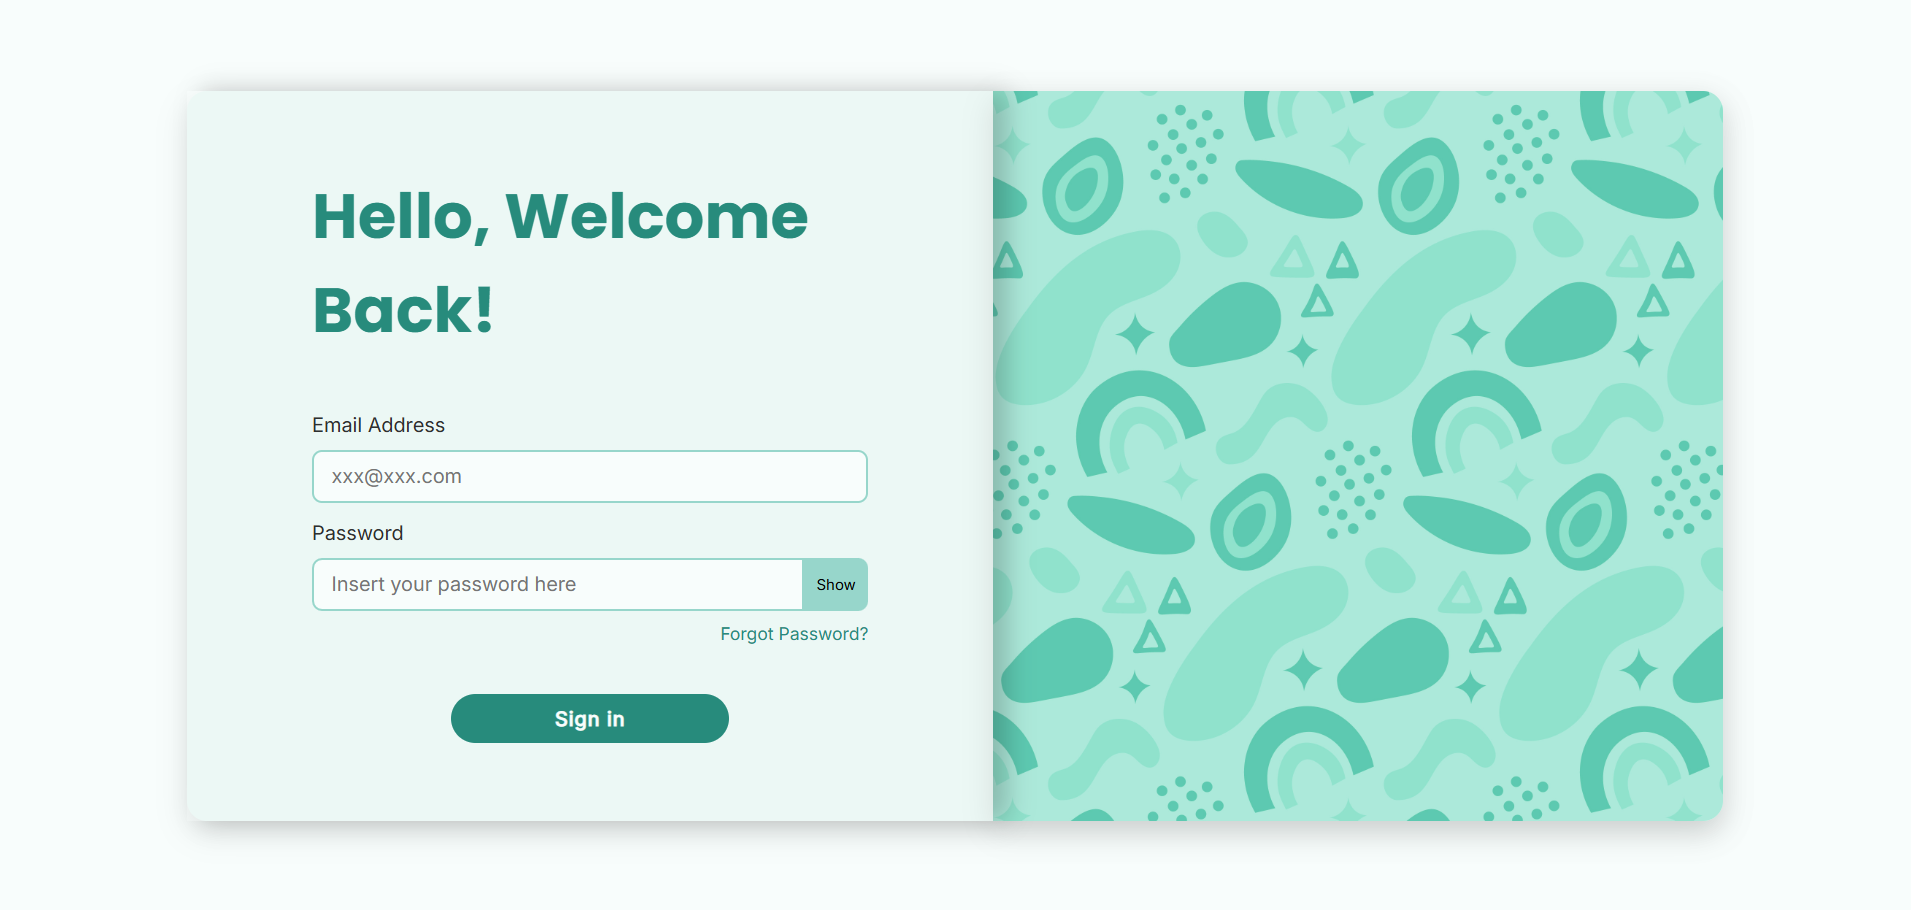 Hello, Welcome
Back!
Email Address
xxx@xxx.com
Password
Insert your password here
Show
Forgot Password?
Sign in